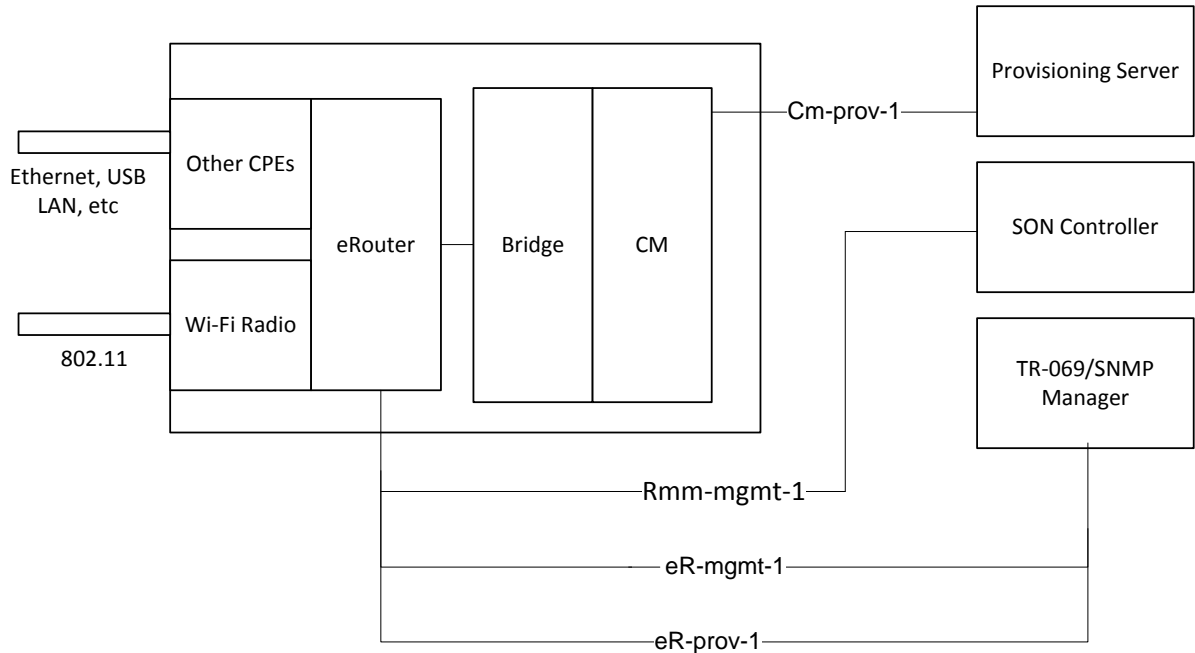 Provisioning Server
Cm-prov-1
Other CPEs
Ethernet, USB
LAN, etc
eRouter
Bridge
CM
SON Controller
Wi-Fi Radio
802.11
TR-069/SNMP
Manager
Rmm-mgmt-1
eR-mgmt-1
eR-prov-1